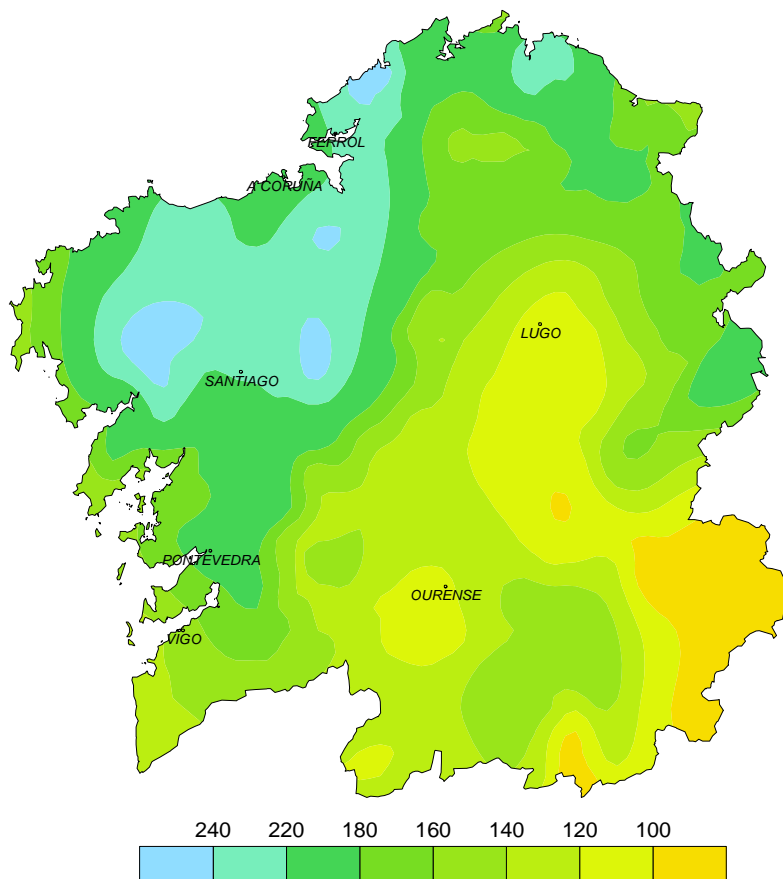 FERROL
A CORUÑA
LUGO
SANTIAGO
PONTEVEDRA
OURENSE
VIGO
240 220 180 160 140 120 100